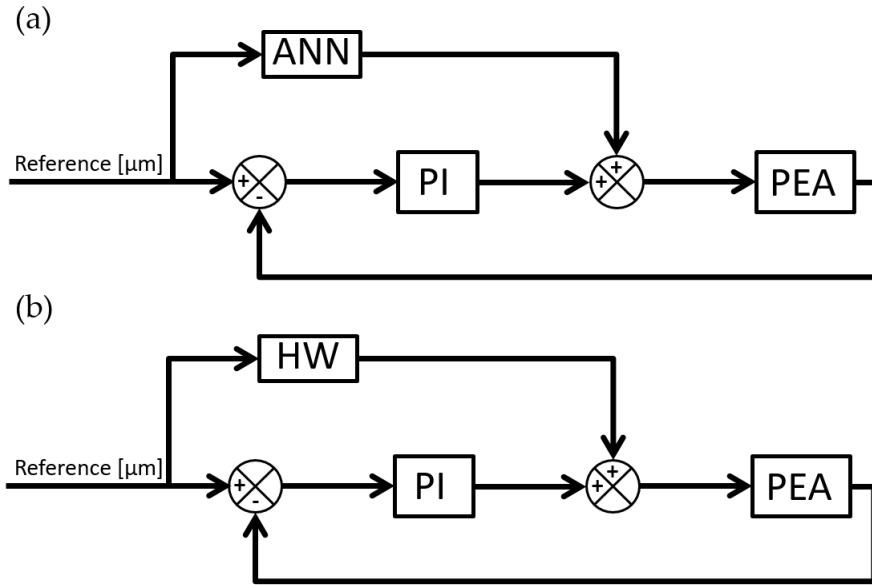 (a)
ANN
Reference [µm]
+
-
PI
+
+
PEA
(b)
HW
Reference [µm]
+
-
PI
+
+
PEA